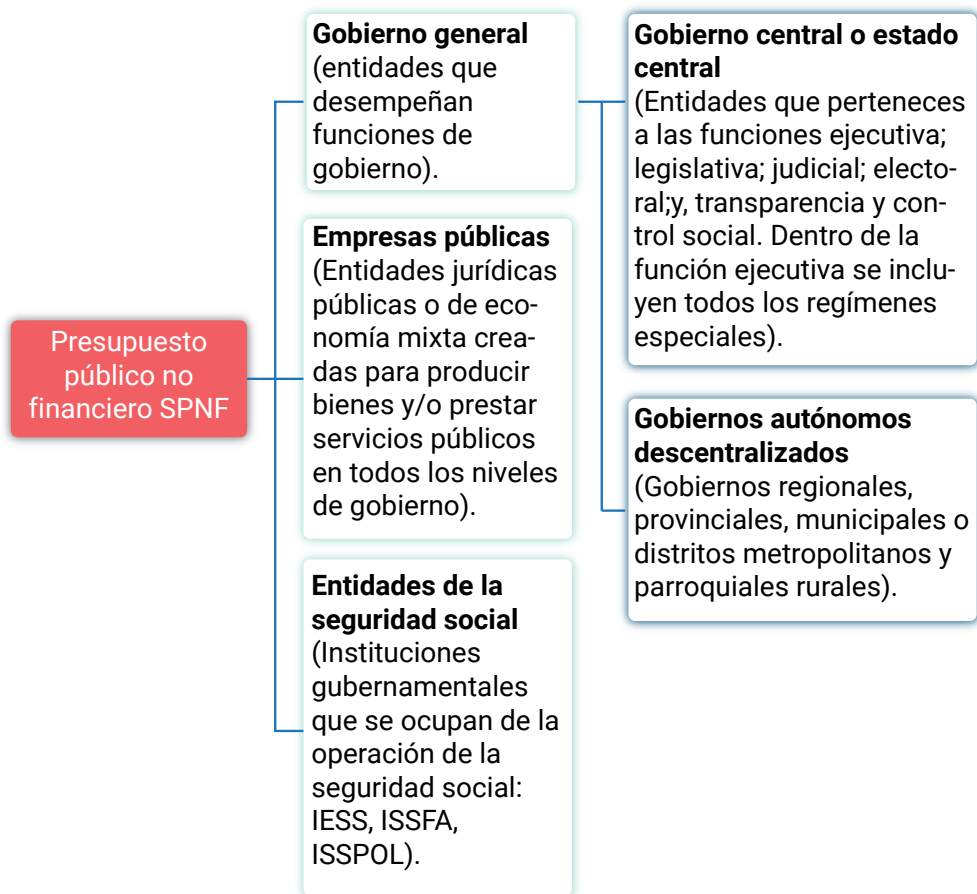 Presupuesto
público no
financiero SPNF
Gobierno general
(entidades que
desempeñan
funciones de
gobierno).
Empresas públicas
(Entidades jurídicas
públicas o de eco-
nomía mixta crea-
das para producir
bienes y/o prestar
servicios públicos
en todos los niveles
de gobierno).
Entidades de la
seguridad social
(Instituciones
gubernamentales
que se ocupan de la
operación de la
seguridad social:
IESS, ISSFA,
ISSPOL).
Gobierno central o estado
central
(Entidades que perteneces
a las funciones ejecutiva;
legislativa; judicial; electo-
ral;y, transparencia y con-
trol social. Dentro de la
función ejecutiva se inclu-
yen todos los regímenes
especiales).
Gobiernos autónomos
descentralizados
(Gobiernos regionales,
provinciales, municipales o
distritos metropolitanos y
parroquiales rurales).